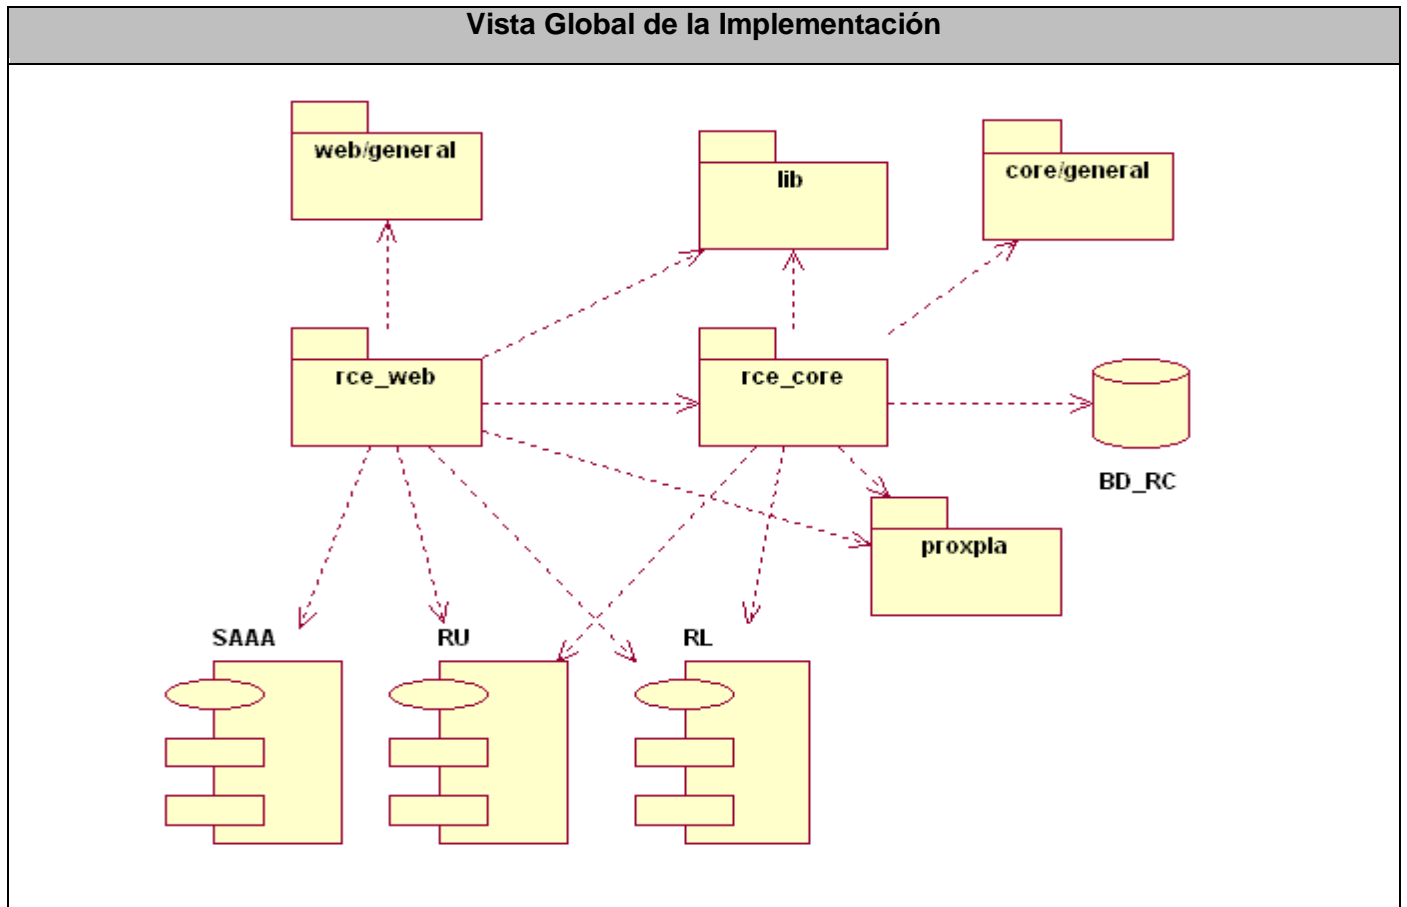 Vista Global de la Implementación
web/general
lib
core/general
rce_web
rce_core
BD_RC
proxpla
SAAA
RU
RL